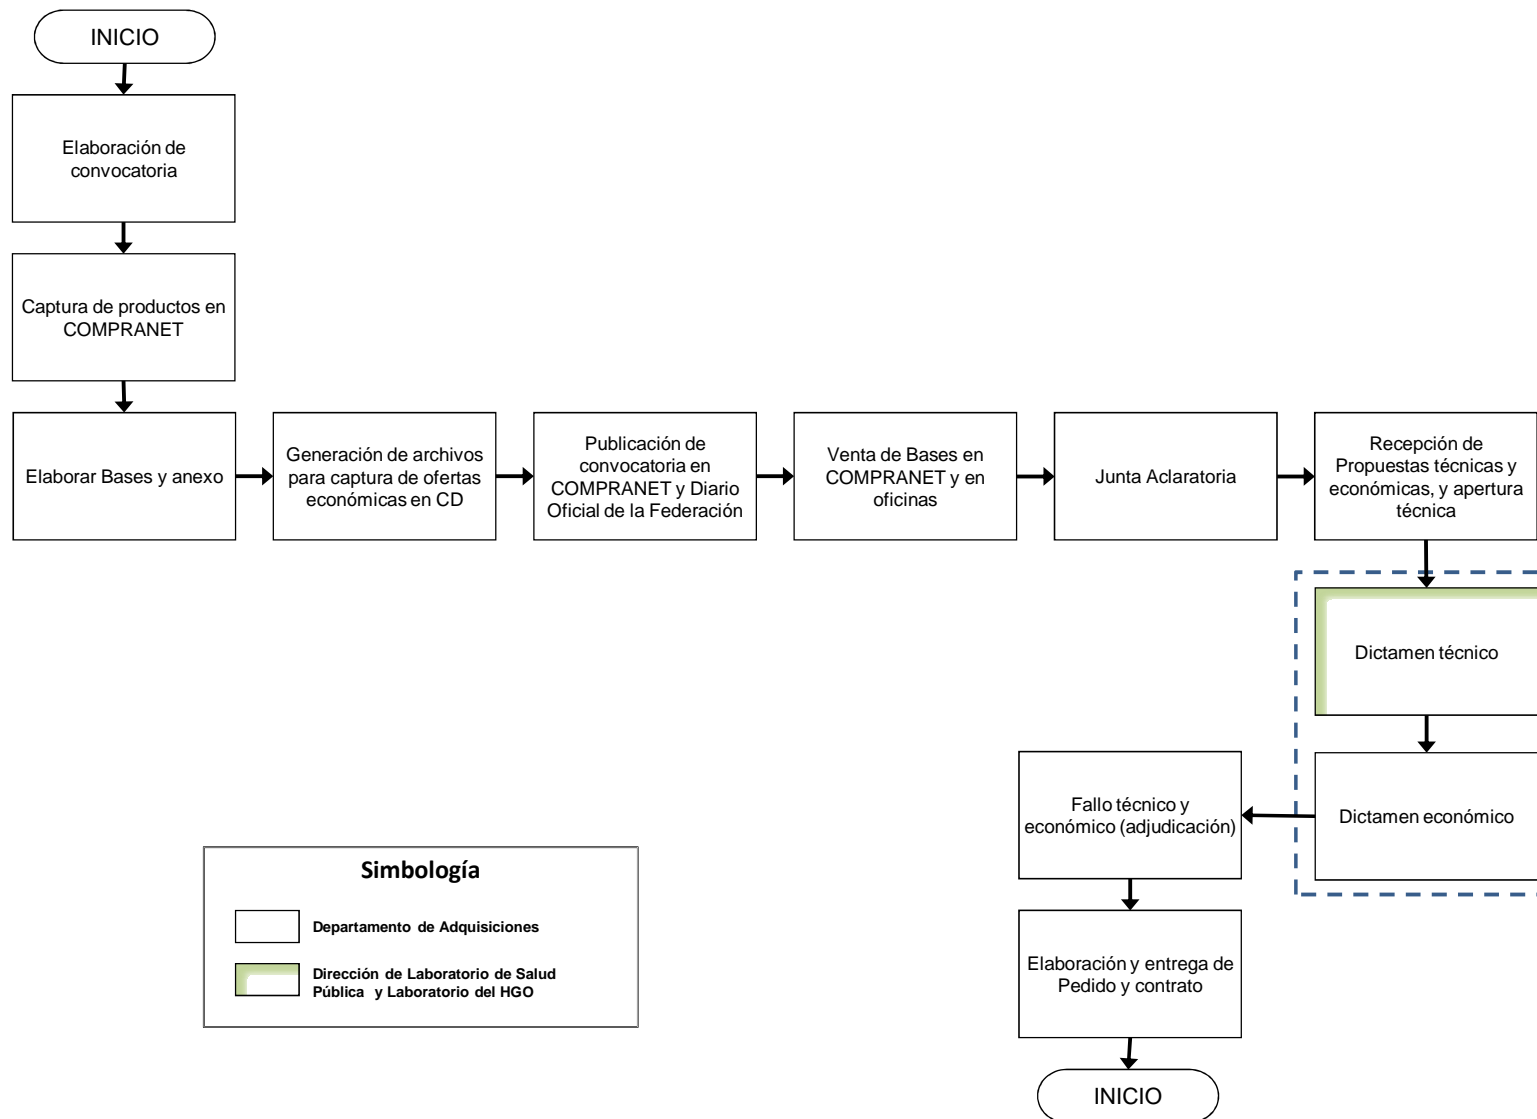 INICIO
Elaboración de
convocatoria
Captura de productos en
COMPRANET
Elaborar Bases y anexo
Generación de archivos
para captura de ofertas
económicas en CD
Publicación de
convocatoria en
COMPRANET y Diario
Oficial de la Federación
Venta de Bases en
COMPRANET y en
oficinas
Junta Aclaratoria
Recepción de
Propuestas técnicas y
económicas, y apertura
técnica
Dictamen técnico
Dictamen económico
Fallo técnico y
económico (adjudicación)
Elaboración y entrega de
Pedido y contrato
INICIO
Simbología
Departamento de Adquisiciones
Dirección de Laboratorio de Salud
Pública y Laboratorio del HGO